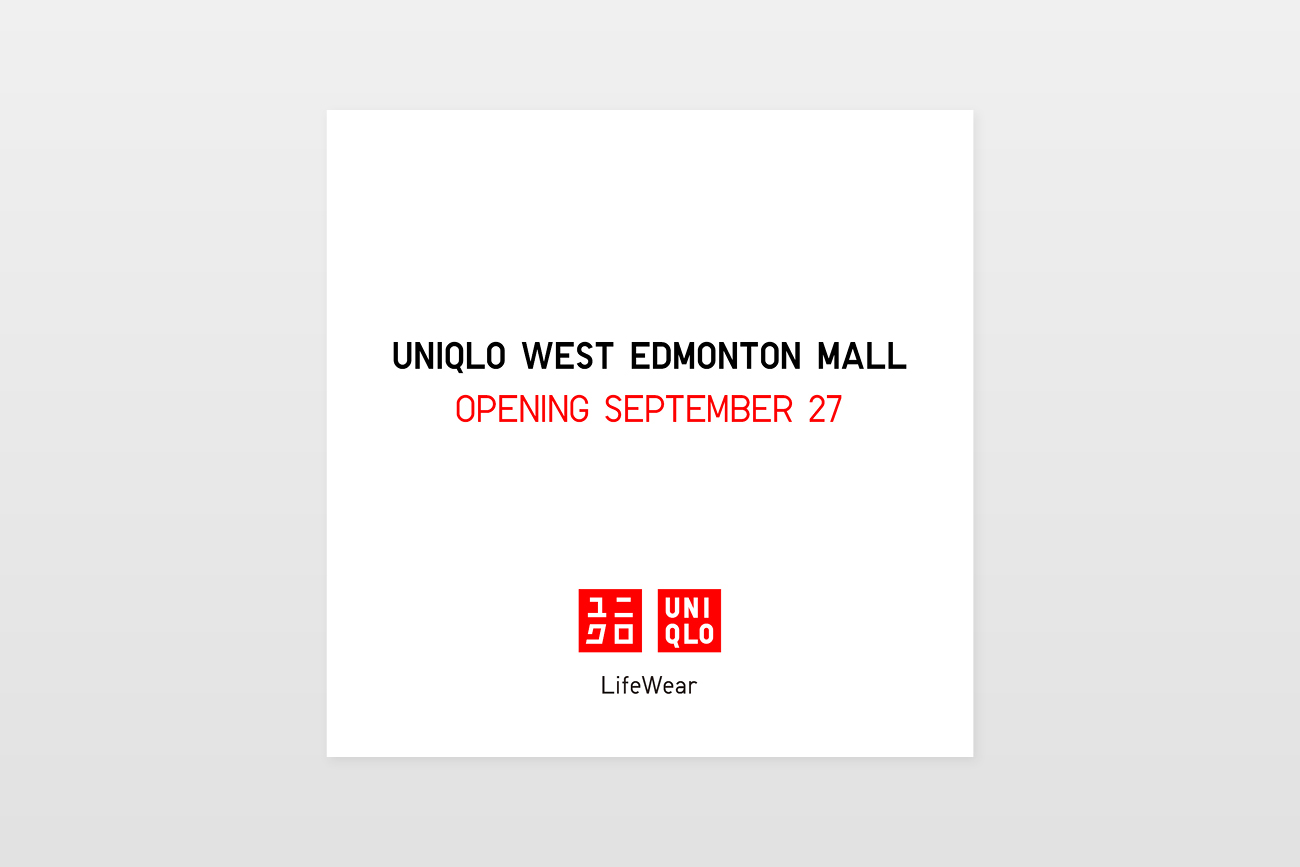 UNIQLO WEST EDMONTON MALL
OPENING SEPTEMBER 27
ユニ UNI
クロ QLO
LifeWear